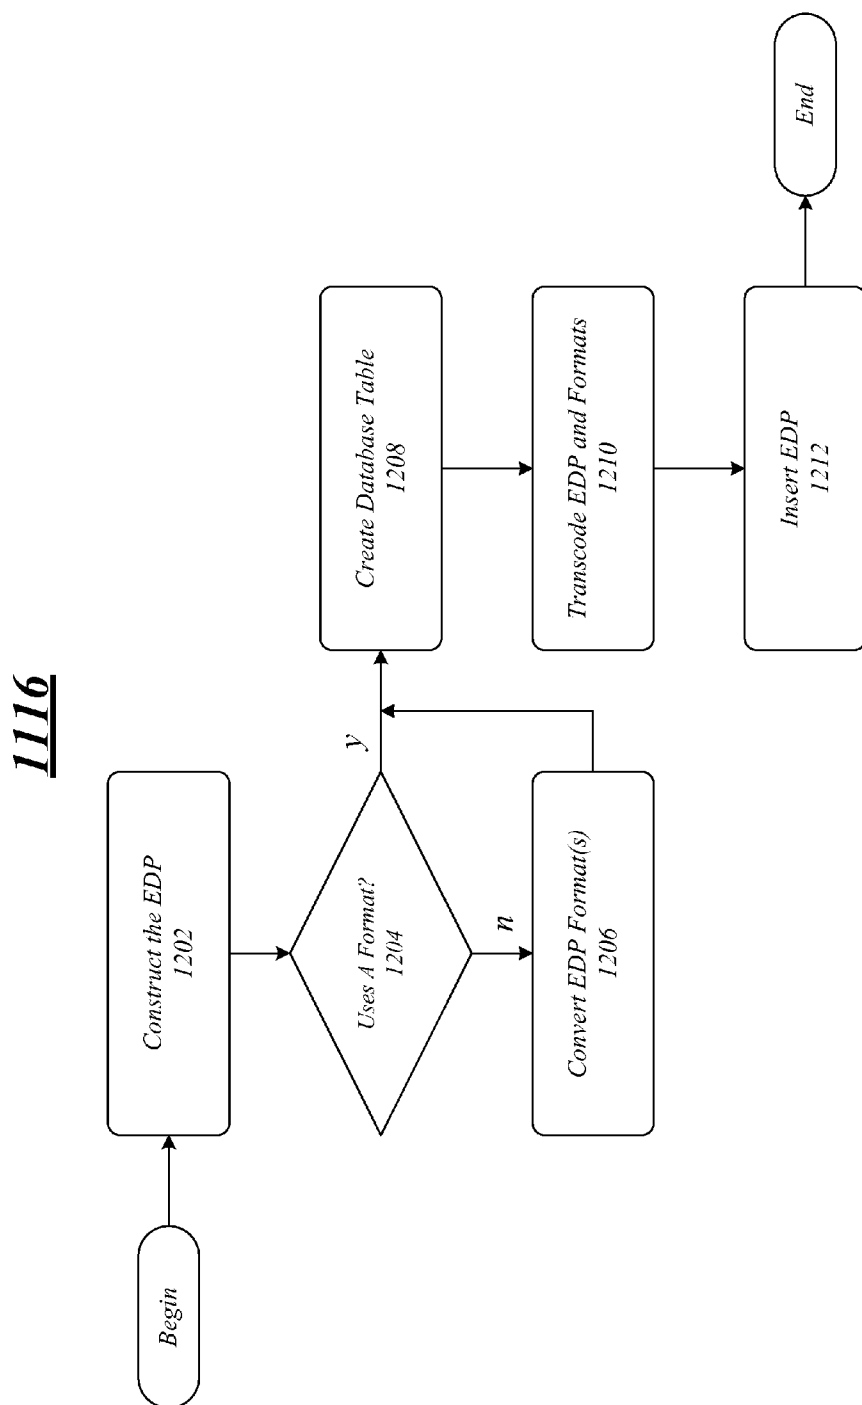 1116
Begin
Construct the EDP
1202
Uses A Format?
1204
y
n
Convert EDP Format(s)
1206
Create Database Table
1208
Transcode EDP and Formats
1210
Insert EDP
1212
End